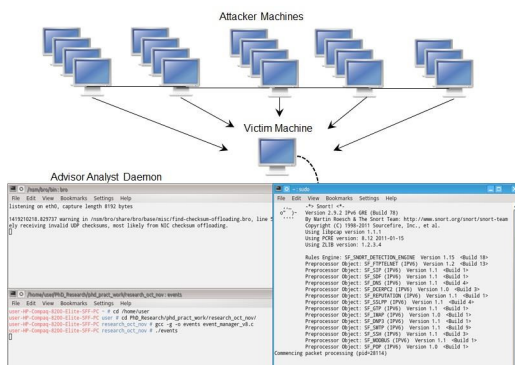 Attacker Machines
Victim Machine
Advisor Analyst Daemon
/nsm/bro/bin : bro
File Edit View Bookmarks Settings Help
listening on eth0, capture length 8192 bytes
1419210218.829737 warning in /nsm/bro/share/bro/base/misc/find-checksum-offloading.bro, line
ely receiving invalid UDP checksums, most likely from NIC checksum offloading.
/home/user/PhD_Research/phd_pract_work/research_oct_nov : events
File Edit View Bookmarks Settings Help
user-HP-Compaq-8200-Elite-SFF-PC ~ # cd /home/user
user-HP-Compaq-8200-Elite-SFF-PC user # cd PhD_Research/phd_pract_work/research_oct_nov/
user-HP-Compaq-8200-Elite-SFF-PC research_oct_nov # gcc -g -o events event_manager_v8.c
user-HP-Compaq-8200-Elite-SFF-PC research_oct_nov # ./events
~ : sudo
File Edit View Bookmarks Settings Help
-*> Snort! <*-
o" )~ Version 2.9.2 IPv6 GRE (Build 78)
'''' By Martin Roesch & The Snort Team: http://www.snort.org/snort/snort-team
Copyright (C) 1998-2011 Sourcefire, Inc., et al.
Using libpcap version 1.1.1
Using PCRE version: 8.12 2011-01-15
Using ZLIB version: 1.2.3.4
Rules Engine: SF_SNORT_DETECTION_ENGINE Version 1.15 <Build 18>
Preprocessor Object: SF_FTPTELNET (IPV6) Version 1.2 <Build 13>
Preprocessor Object: SF_SIP (IPV6) Version 1.1 <Build 1>
Preprocessor Object: SF_SDF (IPV6) Version 1.1 <Build 1>
Preprocessor Object: SF_DNS (IPV6) Version 1.1 <Build 4>
Preprocessor Object: SF_DCERPC2 (IPV6) Version 1.0 <Build 3>
Preprocessor Object: SF_REPUTATION (IPV6) Version 1.1 <Build 1>
Preprocessor Object: SF_SSLPP (IPV6) Version 1.1 <Build 4>
Preprocessor Object: SF_GTP (IPV6) Version 1.1 <Build 1>
Preprocessor Object: SF_IMAP (IPV6) Version 1.0 <Build 1>
Preprocessor Object: SF_DNP3 (IPV6) Version 1.1 <Build 1>
Preprocessor Object: SF_SMTP (IPV6) Version 1.1 <Build 9>
Preprocessor Object: SF_SSH (IPV6) Version 1.1 <Build 3>
Preprocessor Object: SF_MODBUS (IPV6) Version 1.1 <Build 1>
Preprocessor Object: SF_POP (IPV6) Version 1.0 <Build 1>
Commencing packet processing (pid=28114)